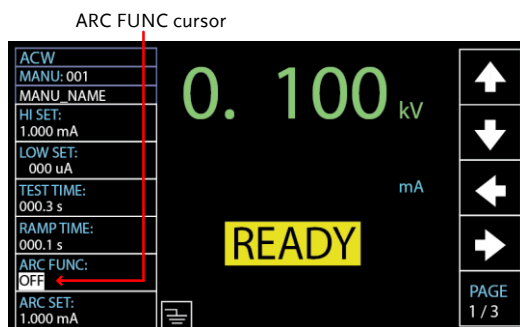 ARC FUNC cursor
ACW
MANU: 001
MANU_NAME
HI SET:
1.000 mA
LOW SET:
000 uA
TEST TIME:
000.3 s
RAMP TIME:
000.1 s
ARC FUNC:
OFF
ARC SET:
1.000 mA
0. 100 kV
mA
READY
PAGE
1 / 3